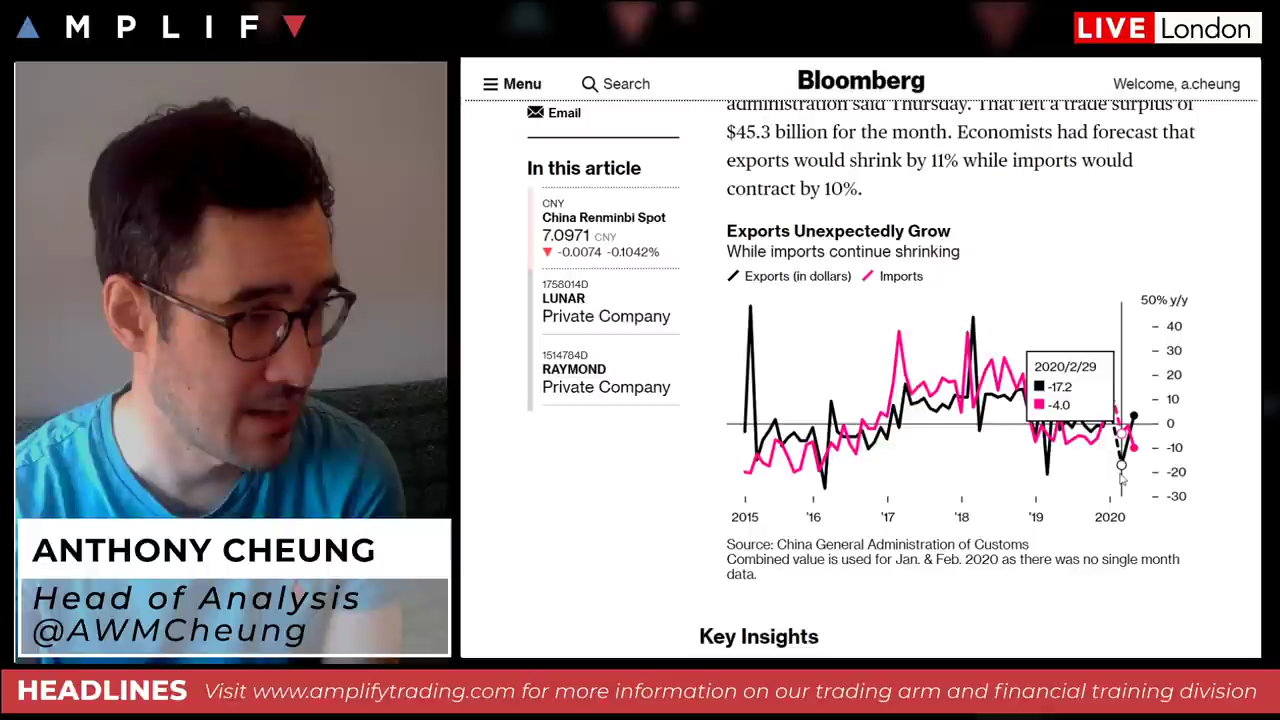 AMPLIFY
LIVE London
Menu
Search
Bloomberg
Welcome, a.cheung
Email
In this article
CNY
China Renminbi Spot
7.0971 CNY
▼ -0.0074 -0.1042%
1758014D
LUNAR
Private Company
1514784D
RAYMOND
Private Company
administration said Thursday. That left a trade surplus of
$45.3 billion for the month. Economists had forecast that
exports would shrink by 11% while imports would
contract by 10%.
Exports Unexpectedly Grow
While imports continue shrinking
Exports (in dollars) Imports
50% y/y
40
30
20
10
0
-10
-20
-30
2020/2/29
-17.2
-4.0
2015 '16 '17 '18 '19 2020
Source: China General Administration of Customs
Combined value is used for Jan. & Feb. 2020 as there was no single month
data.
Key Insights
ANTHONY CHEUNG
Head of Analysis
@AWMCheung
HEADLINES Visit www.amplifytrading.com for more information on our trading arm and financial training division